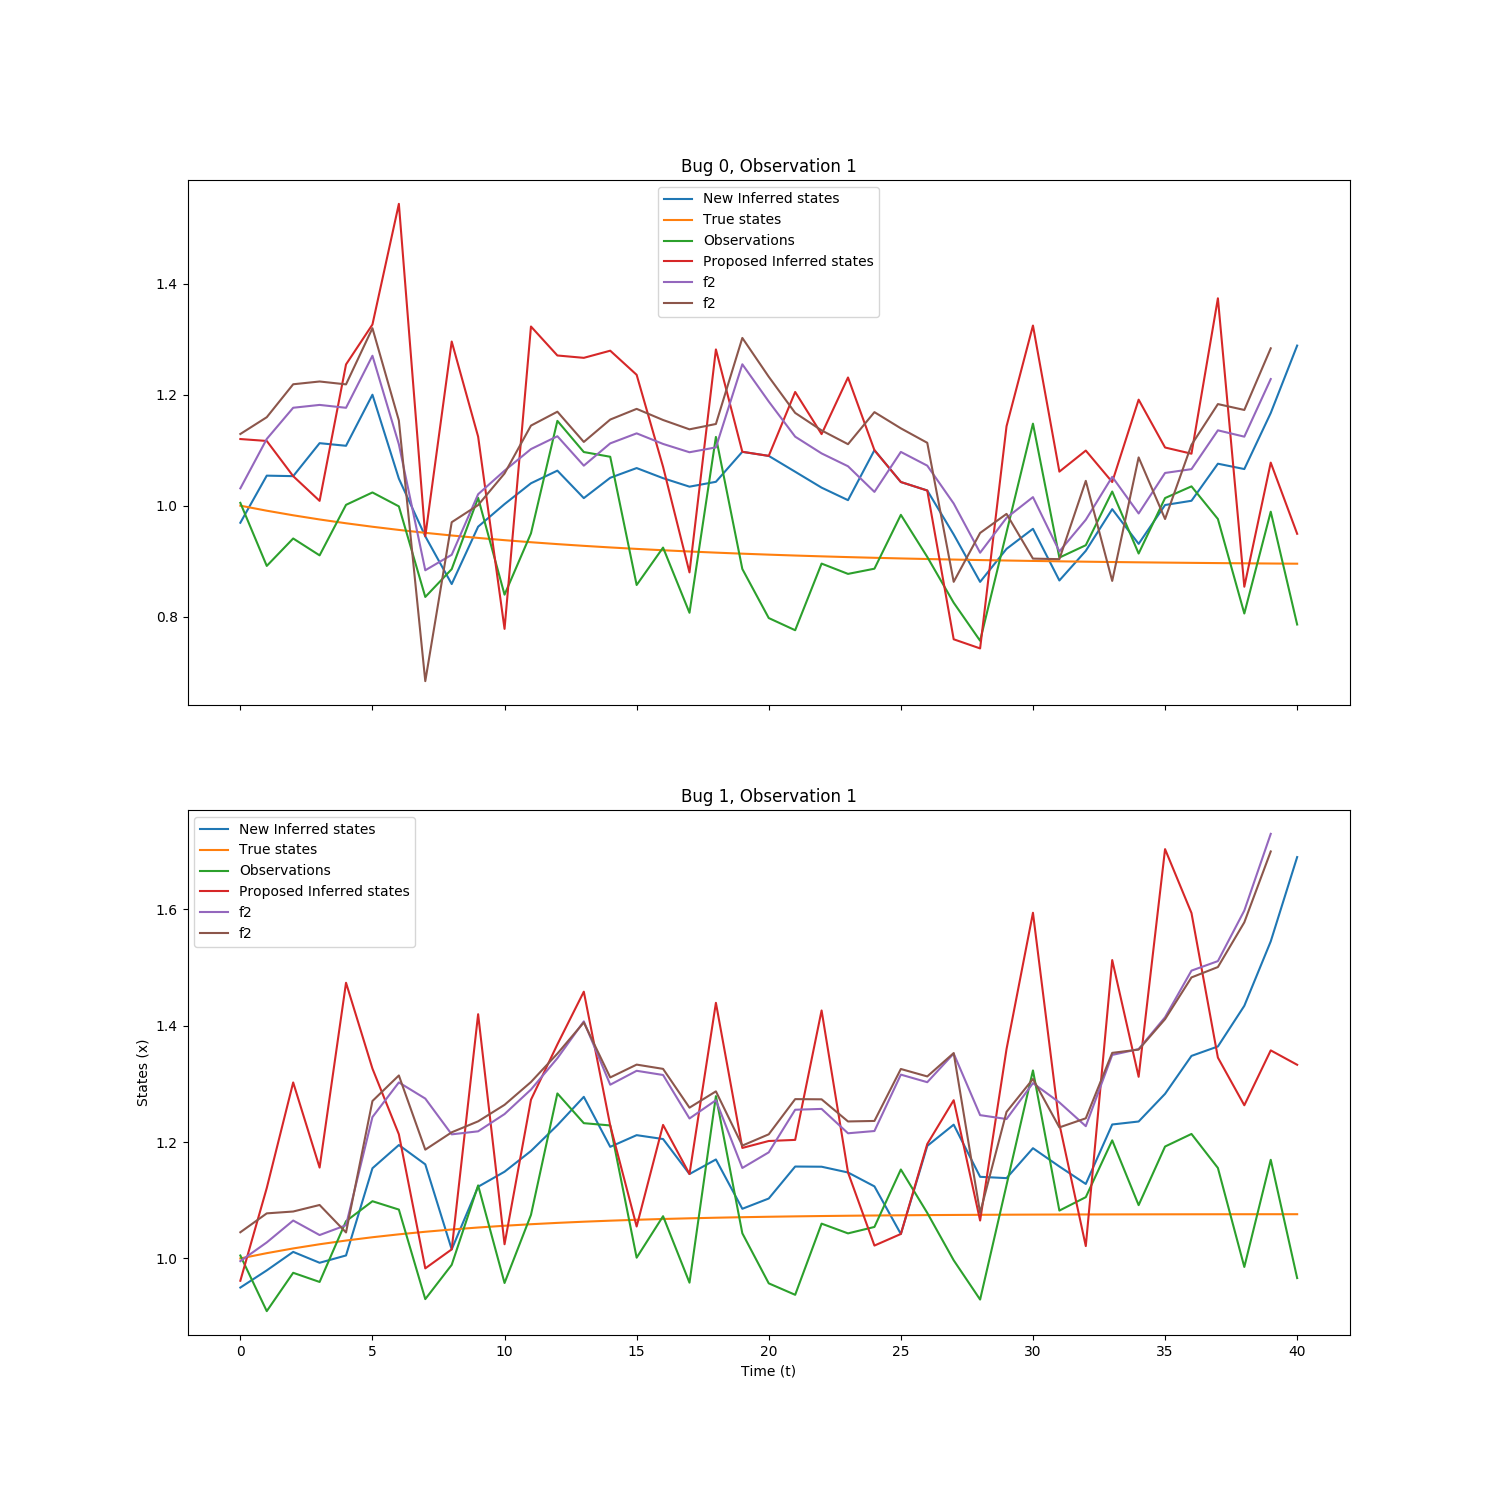 Bug 0, Observation 1
New Inferred states
True states
Observations
Proposed Inferred states
f2
f2
1.4
1.2
1.0
0.8
Bug 1, Observation 1
New Inferred states
True states
Observations
Proposed Inferred states
f2
f2
1.6
1.4
1.2
1.0
States (x)
0 5 10 15 20 25 30 35 40
Time (t)